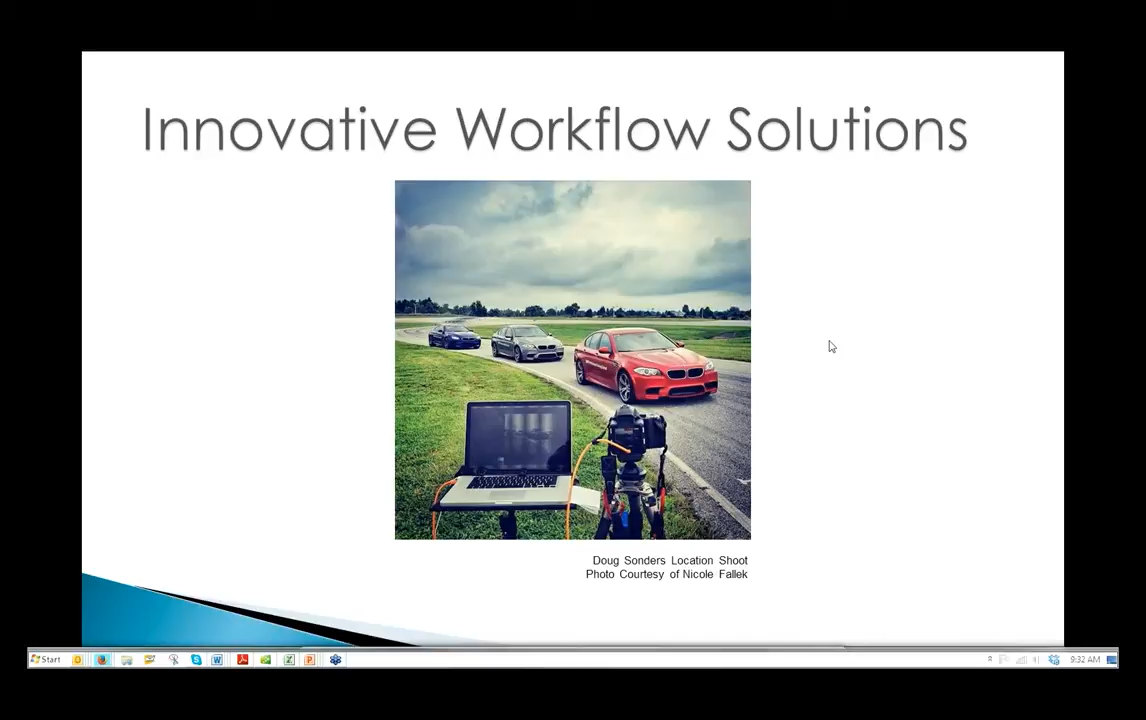 Innovative Workflow Solutions
Doug Sonders Location Shoot
Photo Courtesy of Nicole Fallek
Start
9:32 AM